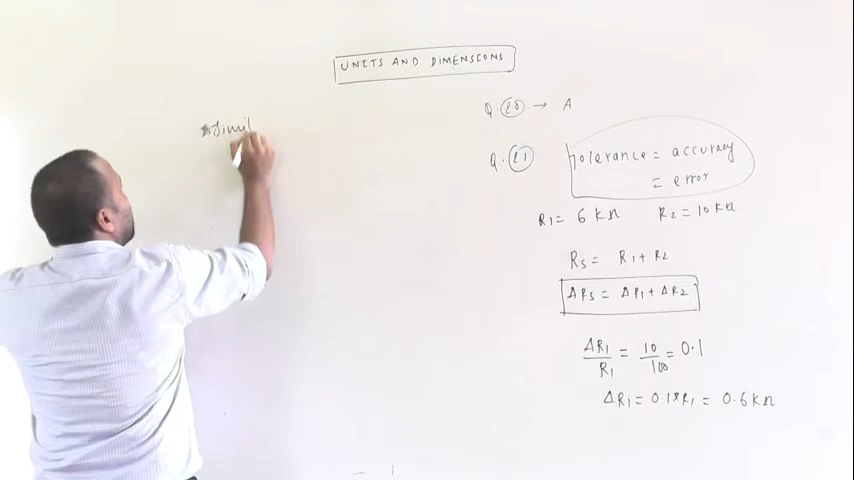 UNITS AND DIMENSIONS
Q. 20 → A
Q. 21 Tolerance = accuracy
= error
R1 = 6 kΩ R2 = 10 kΩ
Rs = R1 + R2
ΔRs = ΔR1 + ΔR2
ΔR1/R1 = 10/100 = 0.1
ΔR1 = 0.1 × R1 = 0.6 kΩ
Simil